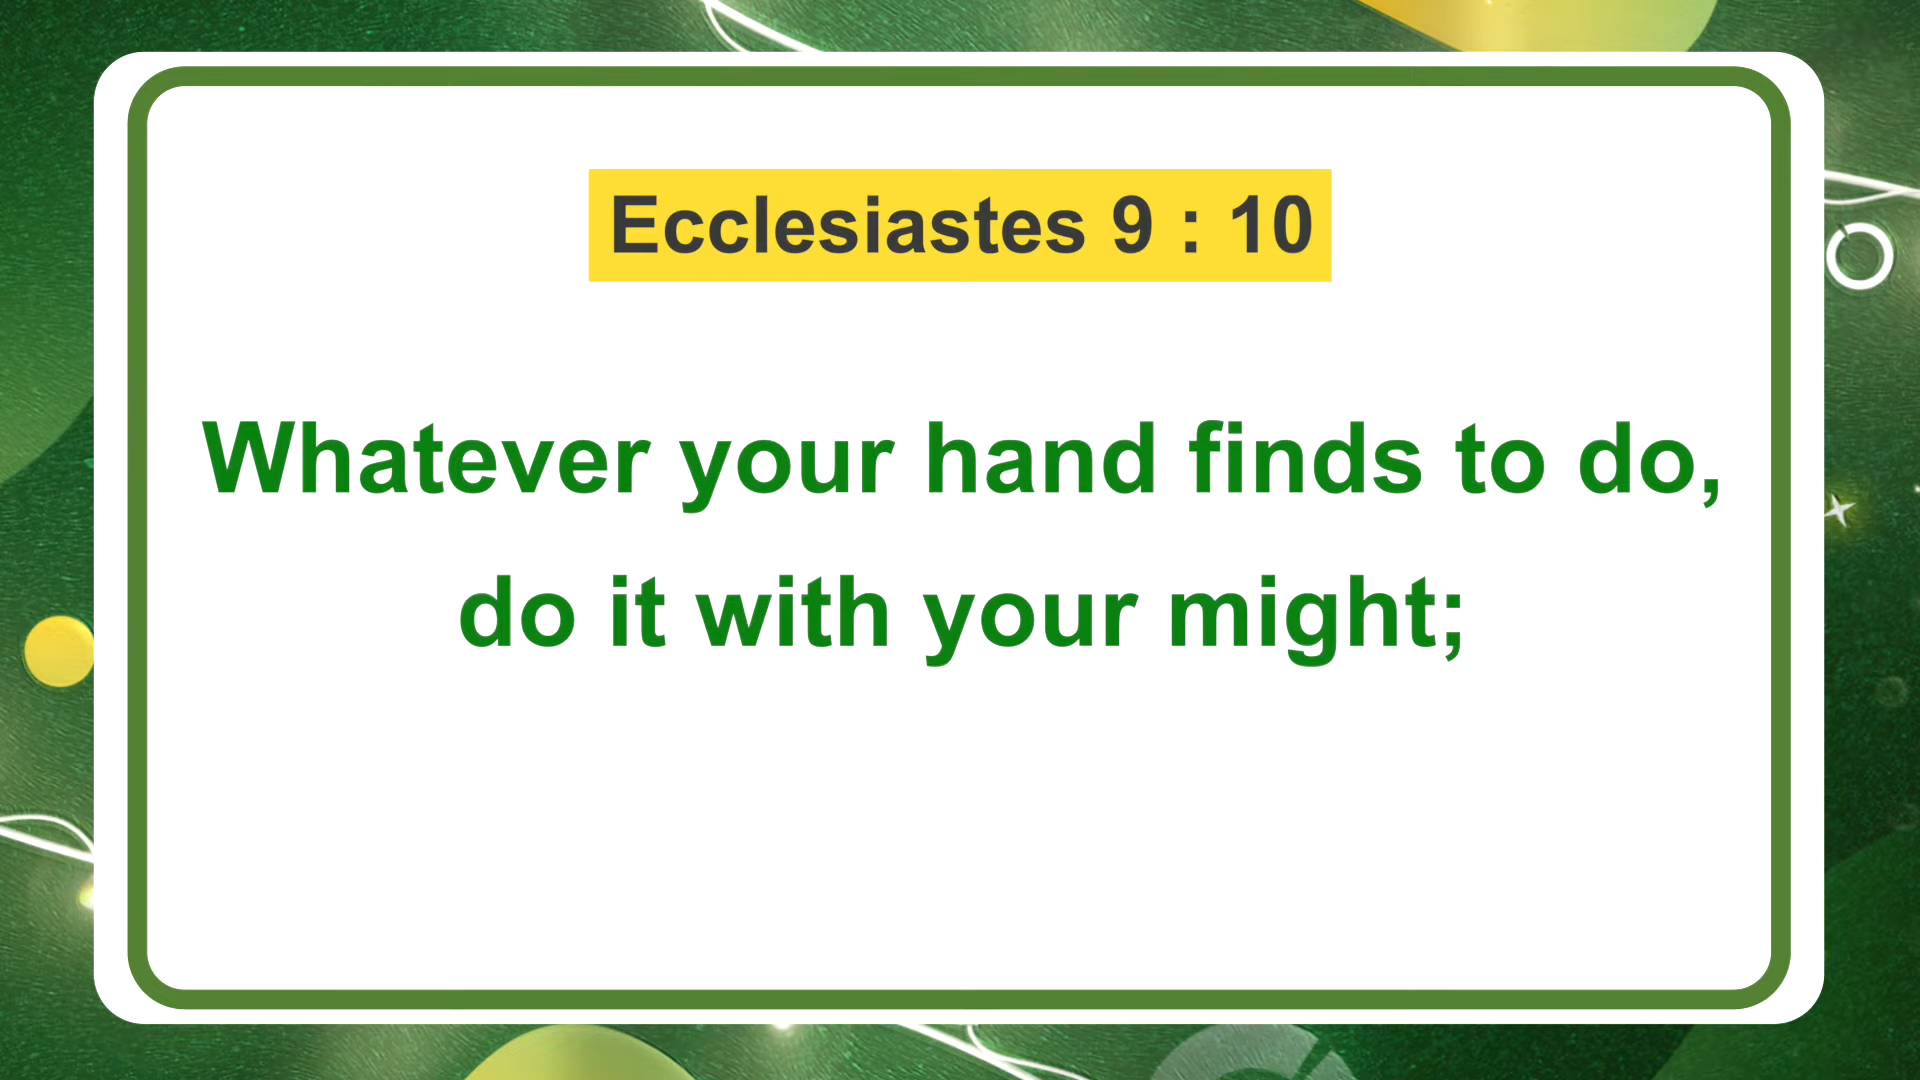 Ecclesiastes 9 : 10
Whatever your hand finds to do,
do it with your might;